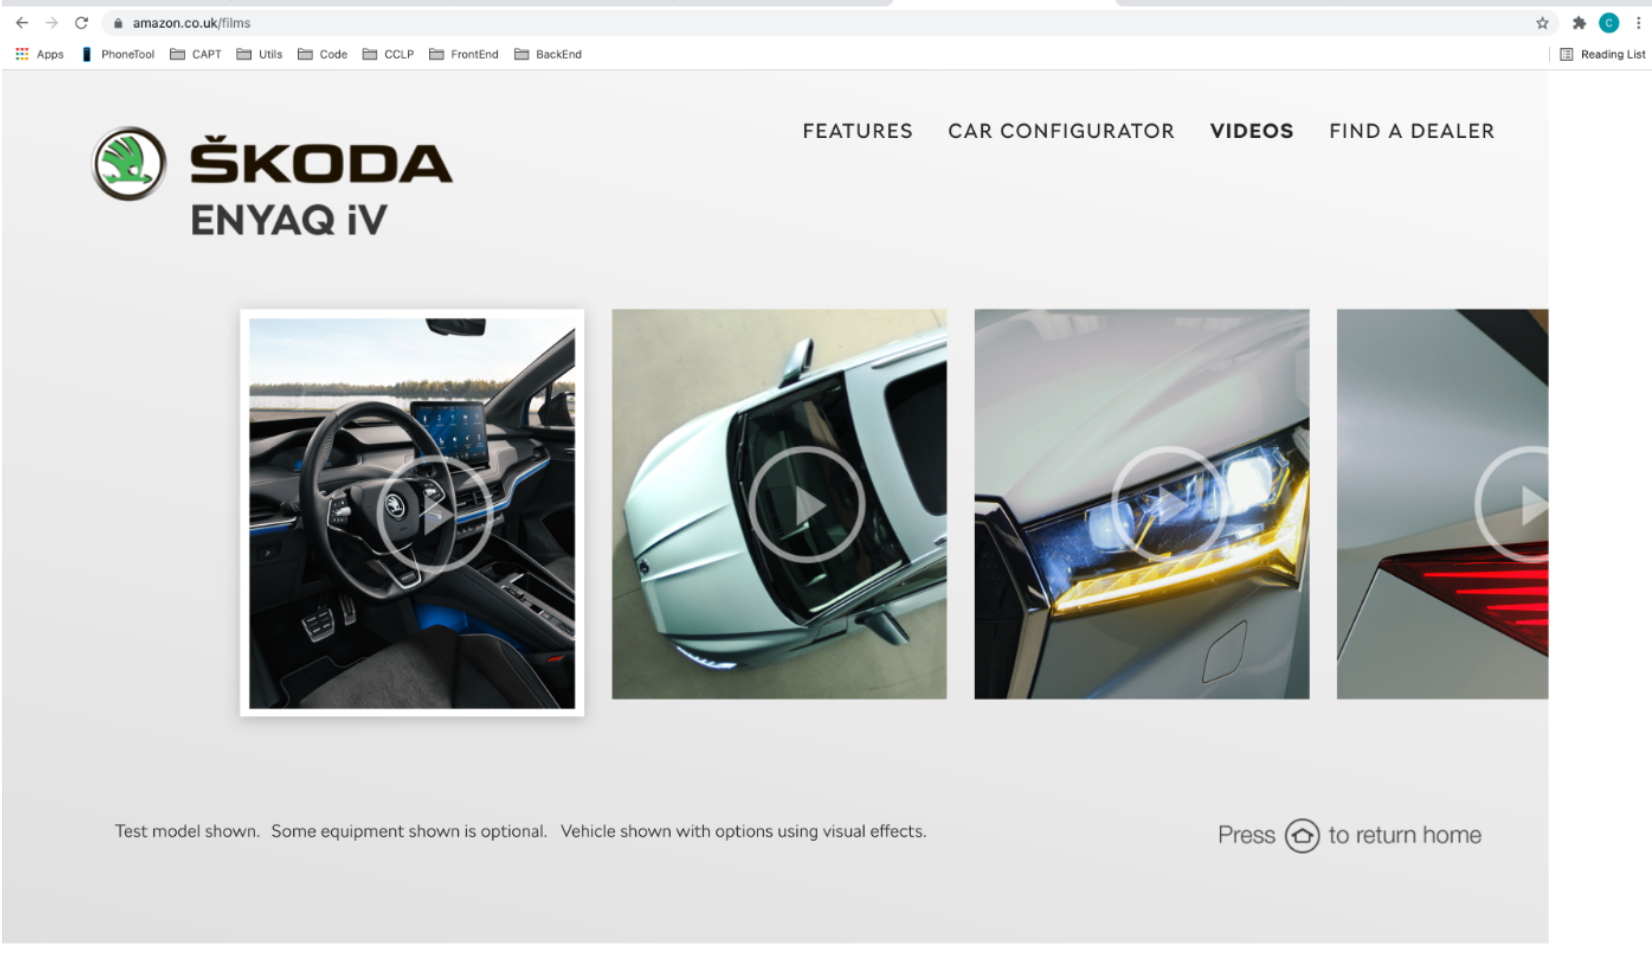 amazon.co.uk/films
C
Apps PhoneTool CAPT Utils Code CCLP FrontEnd BackEnd Reading List
FEATURES CAR CONFIGURATOR VIDEOS FIND A DEALER
ŠKODA
ENYAQ iV
Test model shown. Some equipment shown is optional. Vehicle shown with options using visual effects.
Press to return home